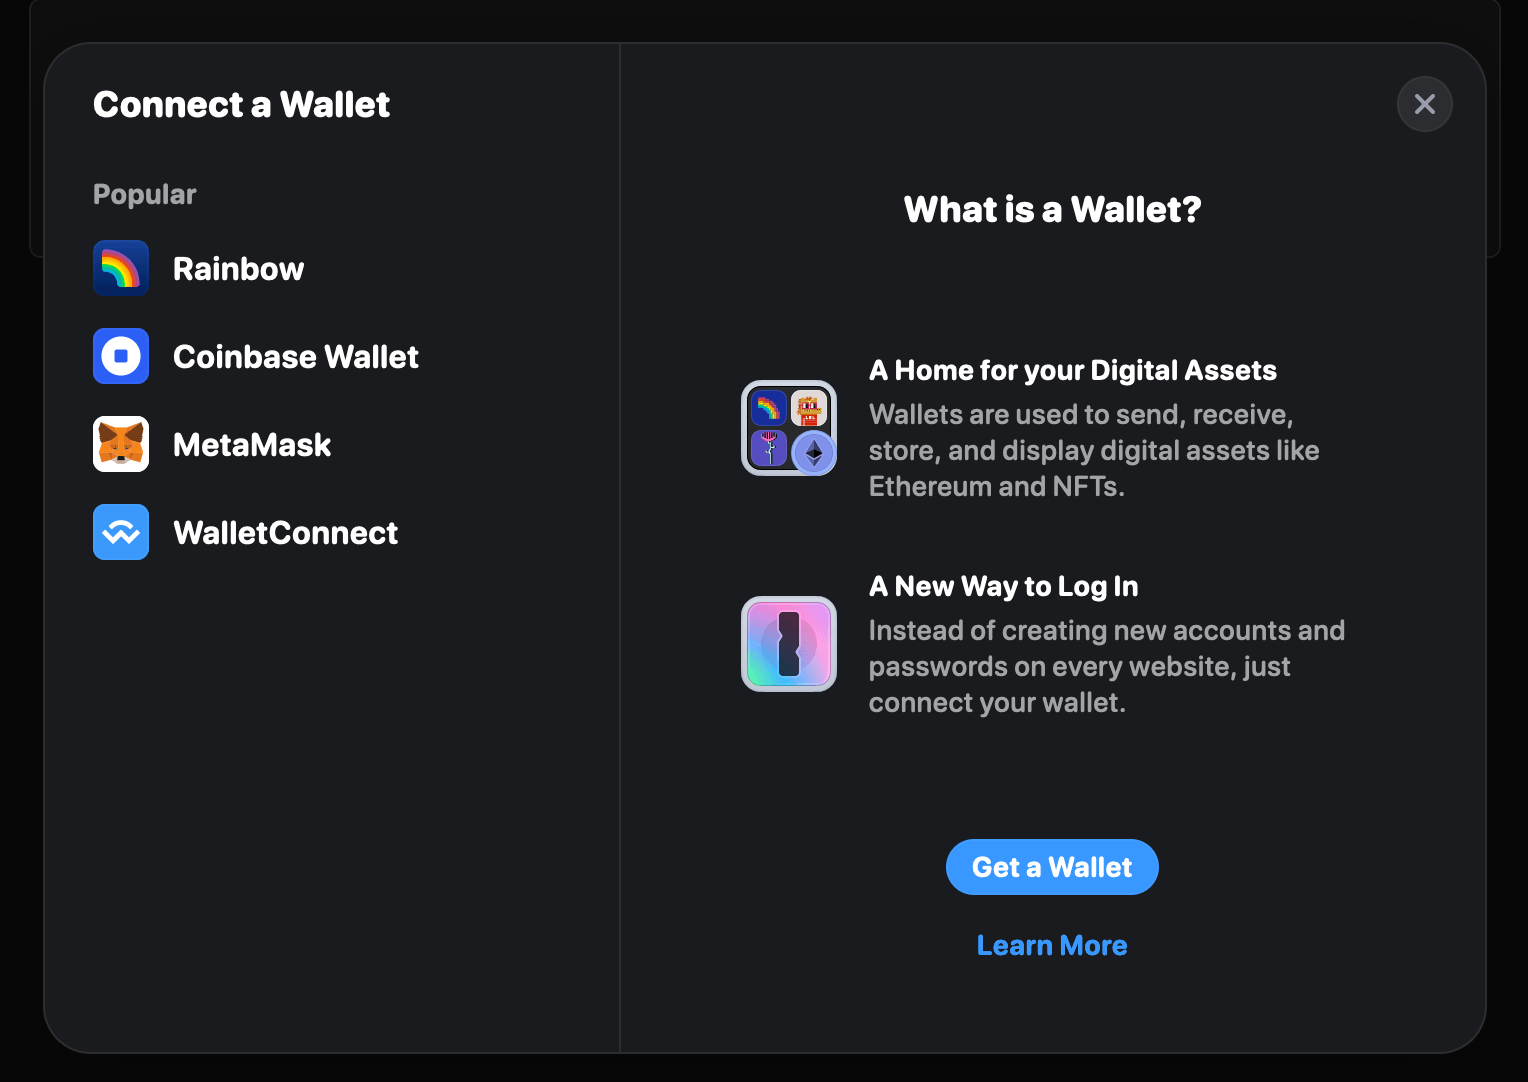 Connect a Wallet
Popular
Rainbow
Coinbase Wallet
MetaMask
WalletConnect
What is a Wallet?
A Home for your Digital Assets
Wallets are used to send, receive,
store, and display digital assets like
Ethereum and NFTs.
A New Way to Log In
Instead of creating new accounts and
passwords on every website, just
connect your wallet.
Get a Wallet
Learn More